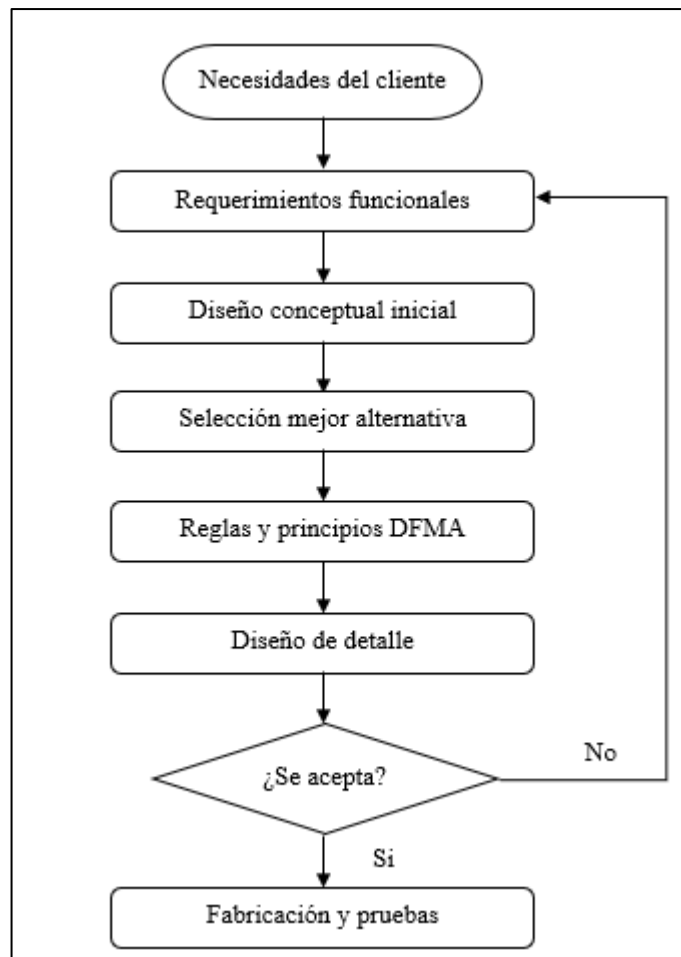 Necesidades del cliente
Requerimientos funcionales
Diseño conceptual inicial
Selección mejor alternativa
Reglas y principios DFMA
Diseño de detalle
¿Se acepta?
No
Si
Fabricación y pruebas